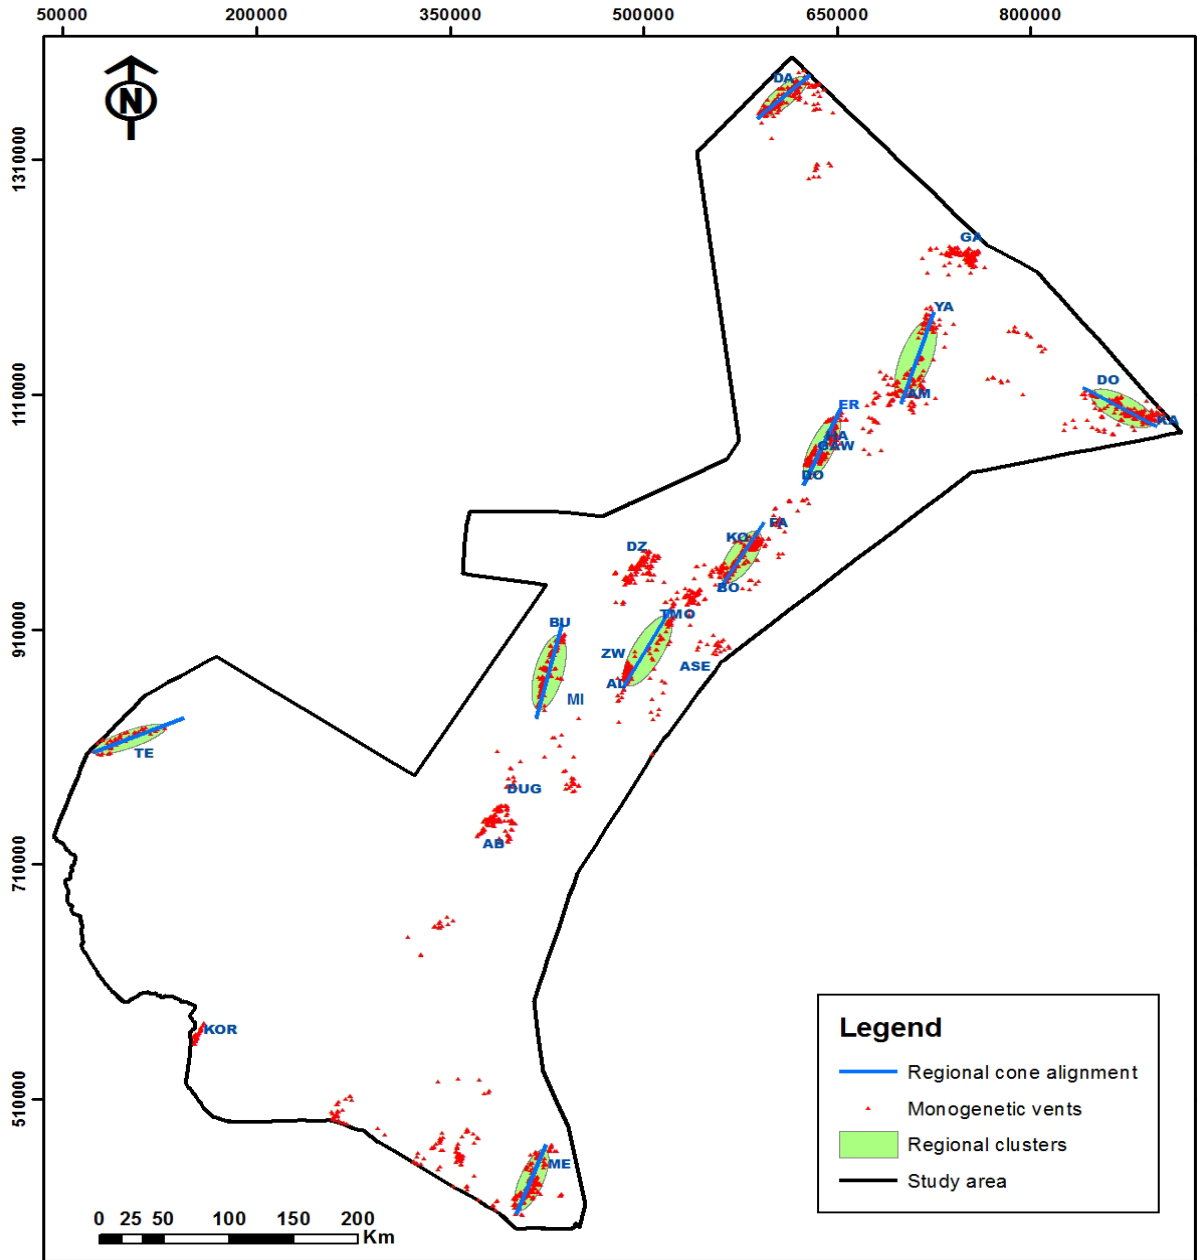 50000 200000 350000 500000 650000 800000
N
DA
1310000
GA
YA
DO
1110000
AM
KA
ER
HA
GAW
DO
FA
KO
DZ
BO
TMO
BU
910000
ZW
ASE
AL
MI
TE
DUG
AB
710000
KOR
510000
ME
Legend
Regional cone alignment
Monogenetic vents
Regional clusters
Study area
0 25 50 100 150 200
Km